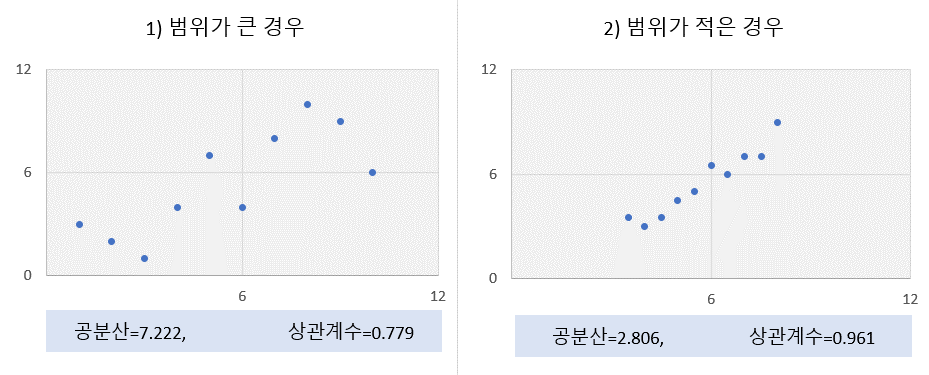 1) 범위가 큰 경우
12
6
0
6
12
공분산=7.222, 상관계수=0.779
2) 범위가 적은 경우
12
6
0
6
12
공분산=2.806, 상관계수=0.961